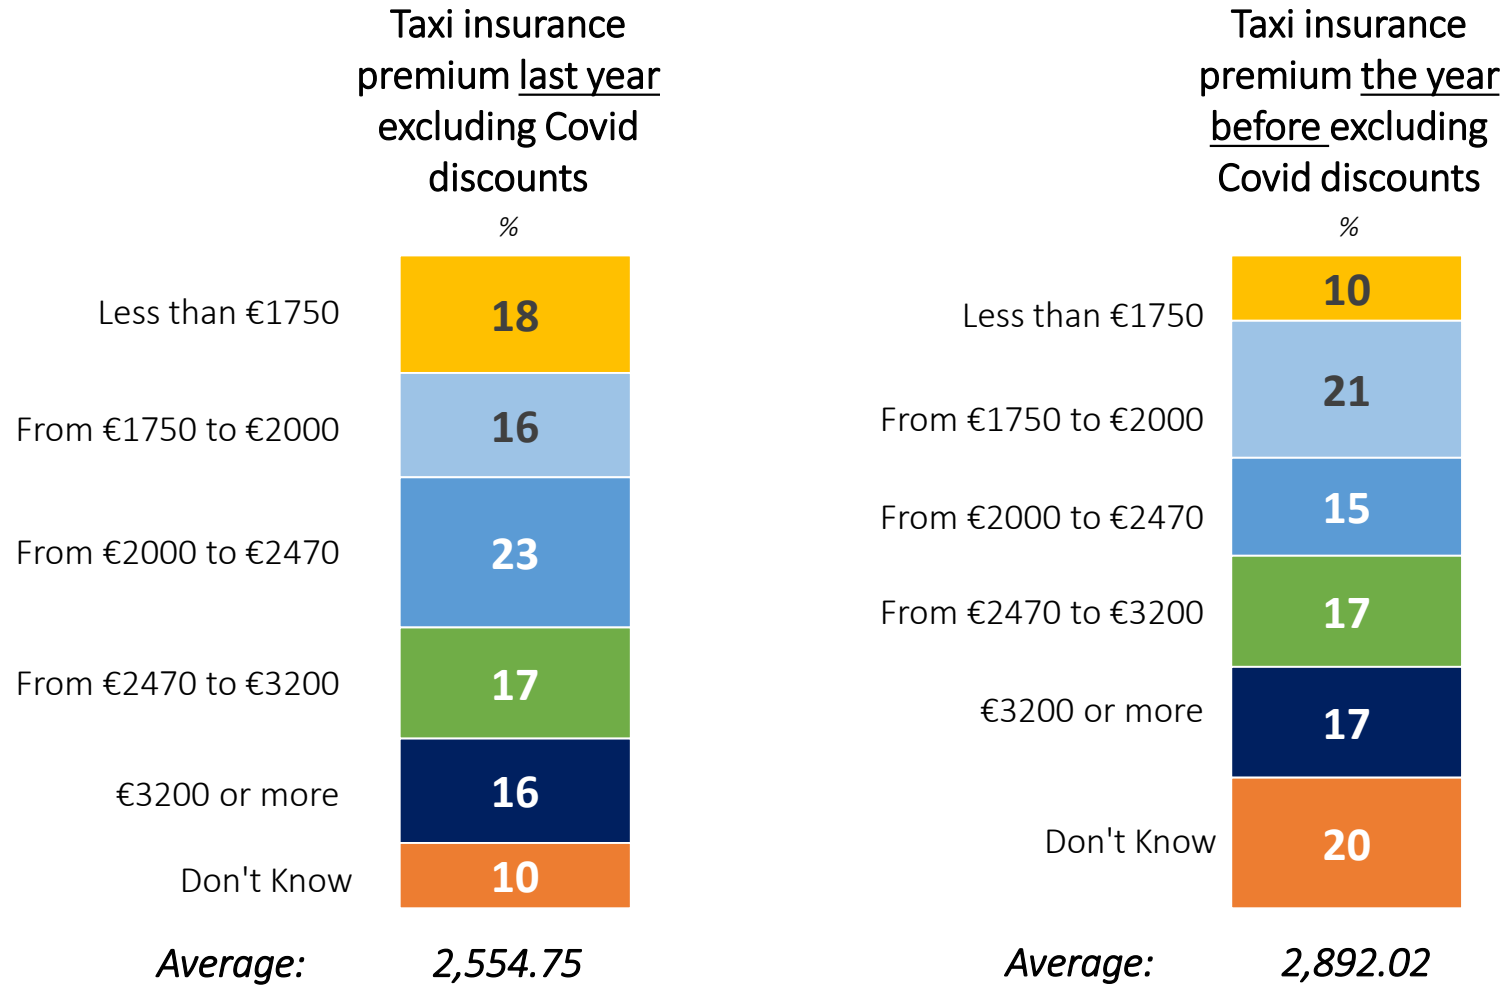 Taxi insurance
premium last year
excluding Covid
discounts
%
Less than €1750
18
From €1750 to €2000
16
From €2000 to €2470
23
From €2470 to €3200
17
€3200 or more
16
Don't Know
10
Average: 2,554.75
Taxi insurance
premium the year
before excluding
Covid discounts
%
Less than €1750
10
From €1750 to €2000
21
From €2000 to €2470
15
From €2470 to €3200
17
€3200 or more
17
Don't Know
20
Average: 2,892.02